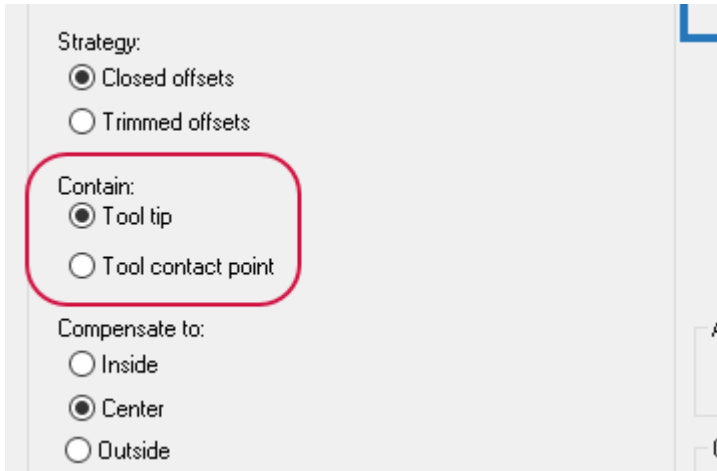 Strategy:
Closed offsets
Trimmed offsets
Contain:
Tool tip
Tool contact point
Compensate to:
Inside
Center
Outside